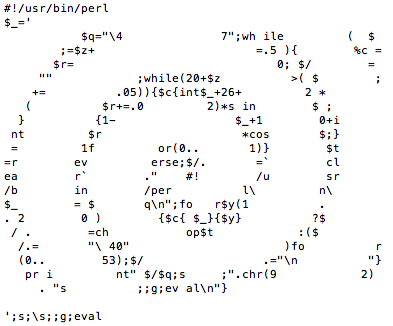 #!/usr/bin/perl
$_='
           $q="\4             7";wh ile            (  $
        ;=$z+                      =.5 ){        %c =
       $r=                            0; $/        =
     ""            ;while(20+$z          >( $       ;
    +=          .05)){$c{int$_+26+         2 *
   (          $r+=.0         2)*s in        $ ;
  }          {1-                $_+1       0+i
 nt         $r                   *cos       $;}
 =         1f         or(0..      1)}       $t
=r        ev         erse;$/.      =`        cl
ea        r`        ."    #!       /u        sr
/b        in        /per          l\        n\
$_        = $       q\n";fo   r$y(1         .
. 2        0 )        {$c{ $_}{$y}         ?$
 / .        =ch          op$t            :($
  /.=       "\ 40"                     )fo         r
  (0..        53);$/                .="\n         "}
   pr i        nt" $/$q;s    ;".chr(9           2)
     . "s         ;;g;ev al\n"}

';s;\s;;g;eval